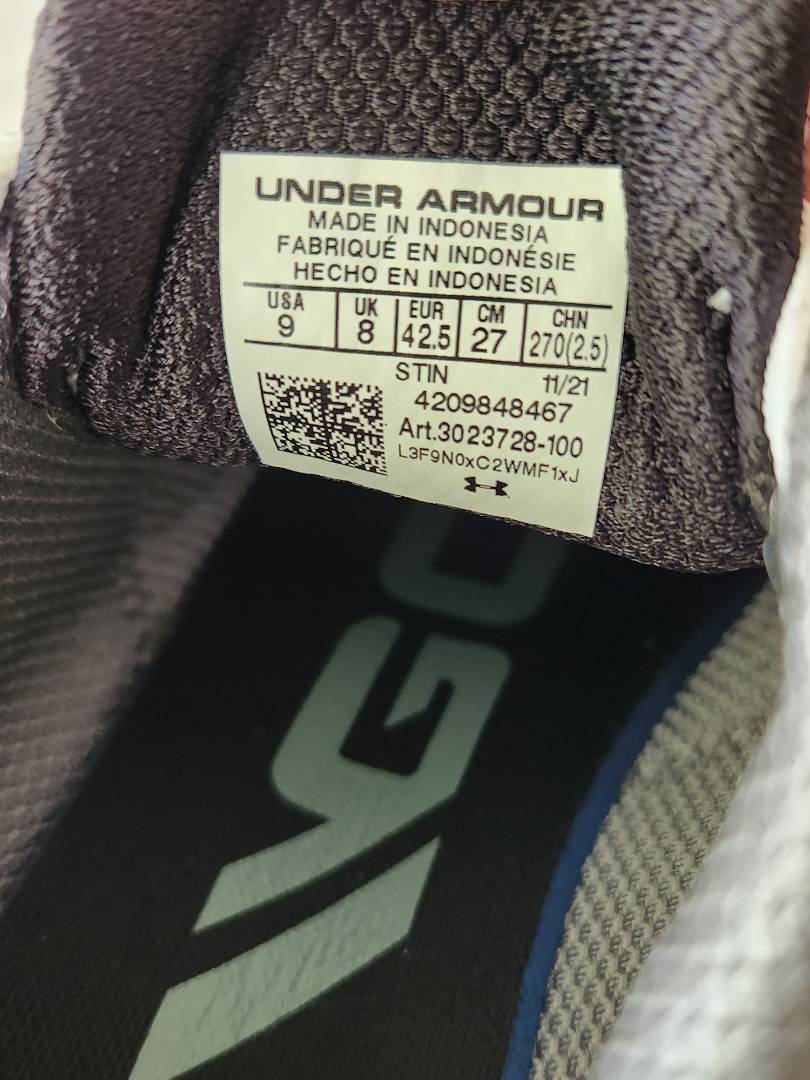 UNDER ARMOUR
MADE IN INDONESIA
FABRIQUÉ EN INDONÉSIE
HECHO EN INDONESIA
USA UK EUR CM CHN
9 8 42.5 27 270(2.5)
STIN 11/21
4209848467
Art.3023728-100
L3F9N0xC2WMF1xJ